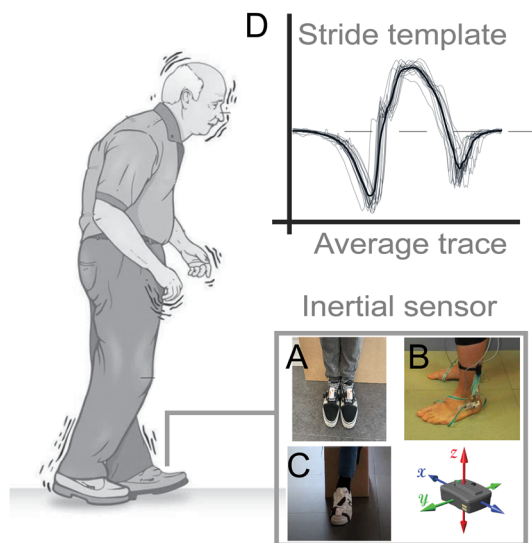 D
Stride template
Average trace
Inertial sensor
A
B
C
z
x
y